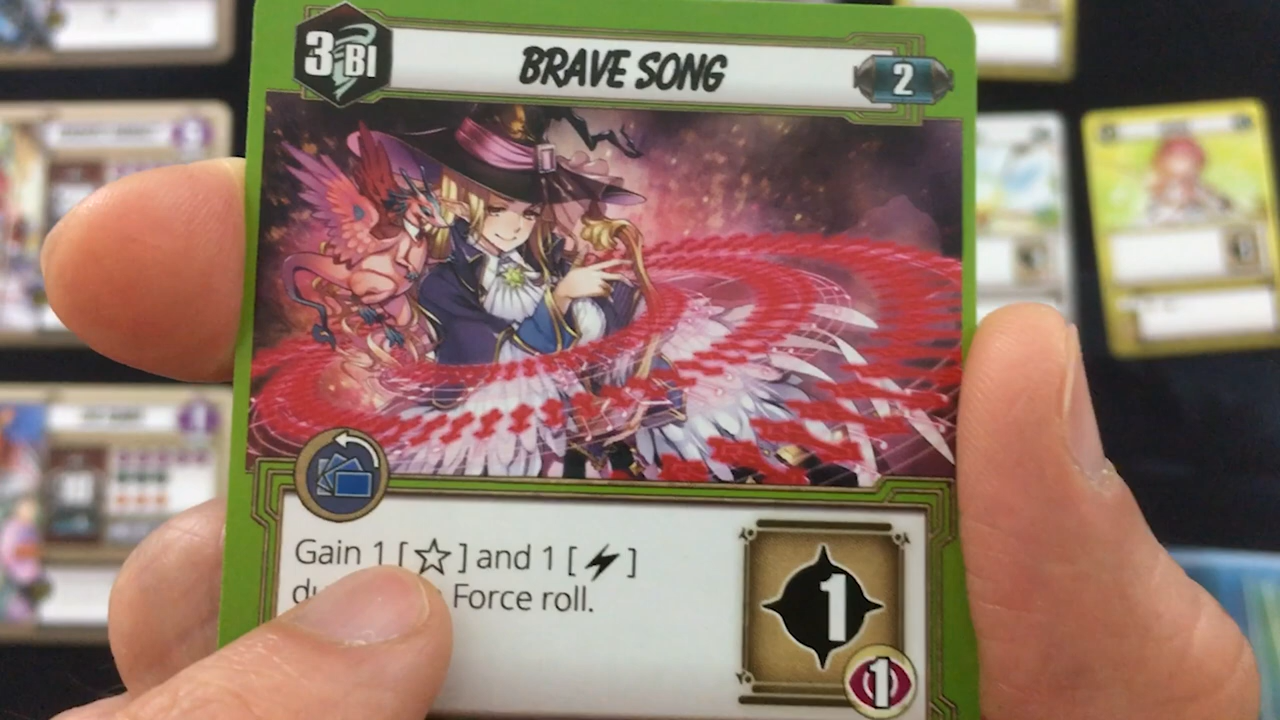 3 BI
BRAVE SONG
2
Gain 1 [☆] and 1 [⚡]
Force roll.
1
1